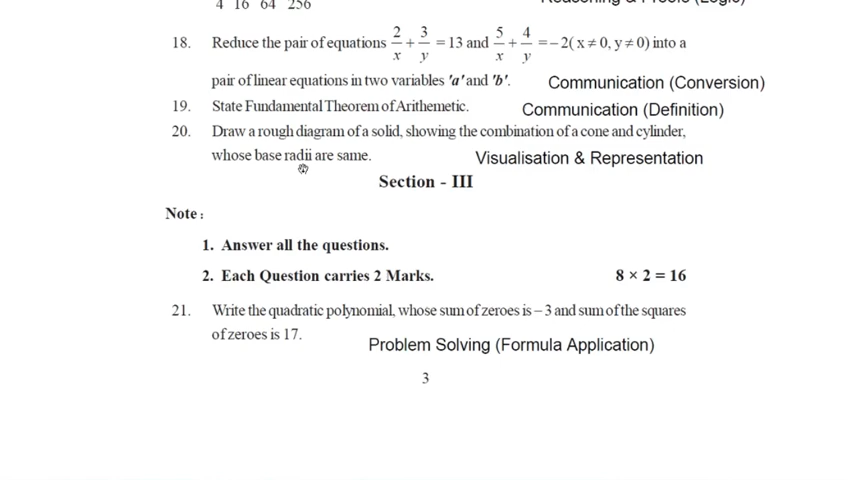 4 16 64 256
18. Reduce the pair of equations 2/x + 3/y = 13 and 5/x + 4/y = – 2( x ≠ 0, y ≠ 0) into a
pair of linear equations in two variables 'a' and 'b'. Communication (Conversion)
19. State Fundamental Theorem of Arithemetic. Communication (Definition)
20. Draw a rough diagram of a solid, showing the combination of a cone and cylinder,
whose base radii are same. Visualisation & Representation
Section - III
Note :
1. Answer all the questions.
2. Each Question carries 2 Marks. 8 × 2 = 16
21. Write the quadratic polynomial, whose sum of zeroes is – 3 and sum of the squares
of zeroes is 17. Problem Solving (Formula Application)
3